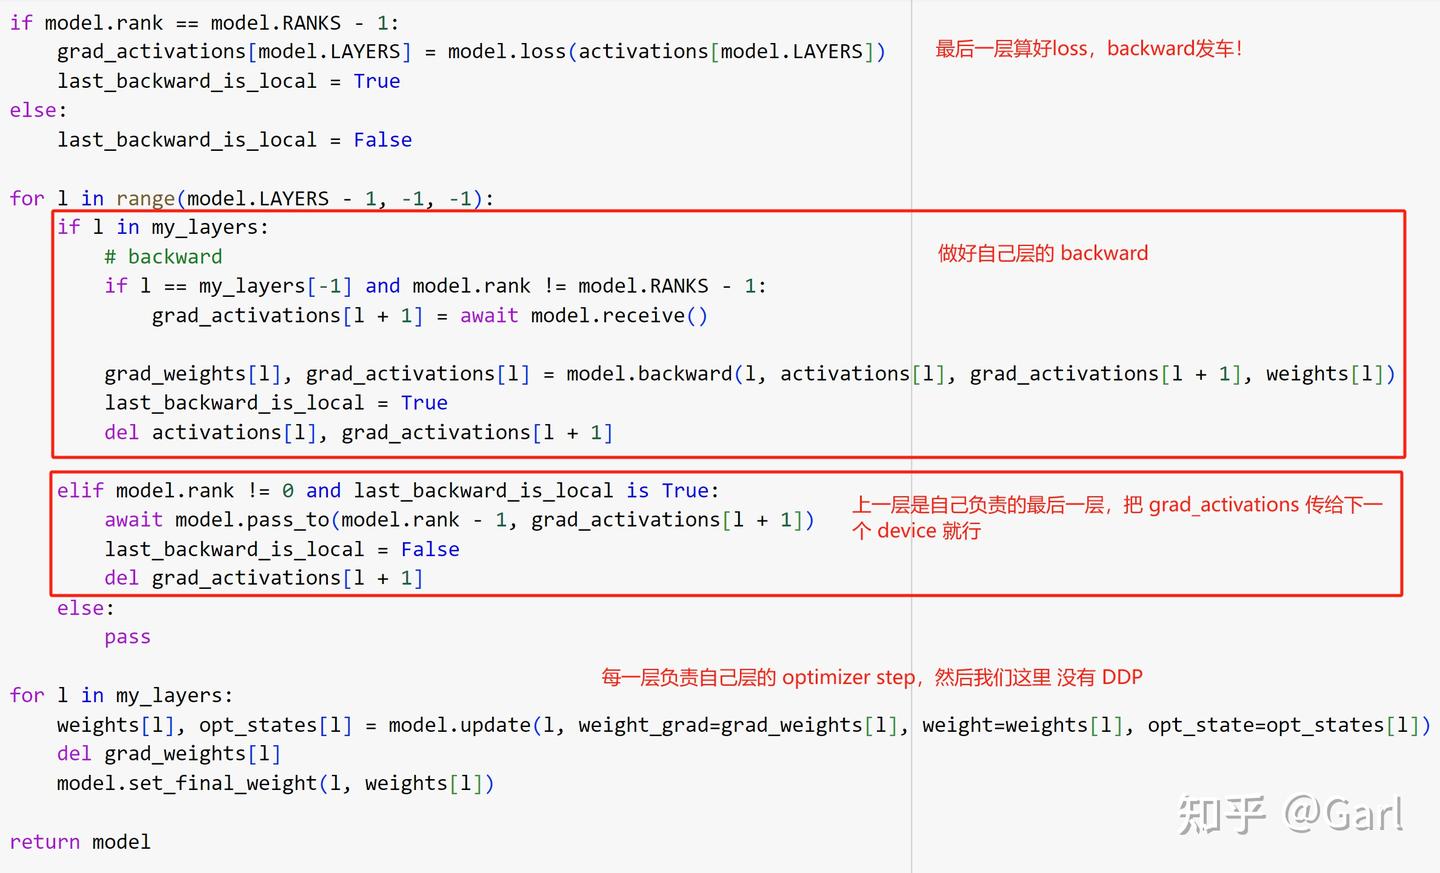 if model.rank == model.RANKS - 1:
    grad_activations[model.LAYERS] = model.loss(activations[model.LAYERS])
最后一层算好loss，backward发车！
    last_backward_is_local = True
else:
    last_backward_is_local = False
for l in range(model.LAYERS - 1, -1, -1):
    if l in my_layers:
        # backward
做好自己层的 backward
        if l == my_layers[-1] and model.rank != model.RANKS - 1:
            grad_activations[l + 1] = await model.receive()
        grad_weights[l], grad_activations[l] = model.backward(l, activations[l], grad_activations[l + 1], weights[l])
        last_backward_is_local = True
        del activations[l], grad_activations[l + 1]
    elif model.rank != 0 and last_backward_is_local is True:
        await model.pass_to(model.rank - 1, grad_activations[l + 1])
上一层是自己负责的最后一层，把 grad_activations 传给下一
个 device 就行
        last_backward_is_local = False
        del grad_activations[l + 1]
    else:
        pass
每一层负责自己层的 optimizer step，然后我们这里 没有 DDP
for l in my_layers:
    weights[l], opt_states[l] = model.update(l, weight_grad=grad_weights[l], weight=weights[l], opt_state=opt_states[l])
    del grad_weights[l]
    model.set_final_weight(l, weights[l])
return model
知乎 @Garl